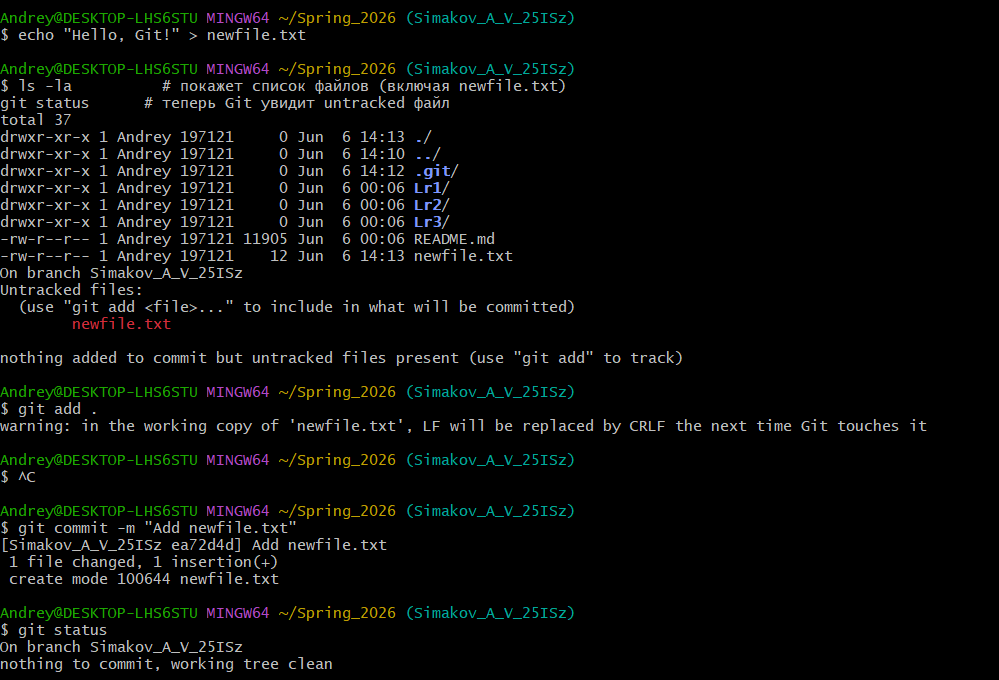 Andrey@DESKTOP-LHS6STU MINGW64 ~/Spring_2026 (Simakov_A_V_25ISz)
$ echo "Hello, Git!" > newfile.txt

Andrey@DESKTOP-LHS6STU MINGW64 ~/Spring_2026 (Simakov_A_V_25ISz)
$ ls -la          # покажет список файлов (включая newfile.txt)
git status      # теперь Git увидит untracked файл
total 37
drwxr-xr-x 1 Andrey 197121     0 Jun  6 14:13 ./
drwxr-xr-x 1 Andrey 197121     0 Jun  6 14:10 ../
drwxr-xr-x 1 Andrey 197121     0 Jun  6 14:12 .git/
drwxr-xr-x 1 Andrey 197121     0 Jun  6 00:06 Lr1/
drwxr-xr-x 1 Andrey 197121     0 Jun  6 00:06 Lr2/
drwxr-xr-x 1 Andrey 197121     0 Jun  6 00:06 Lr3/
-rw-r--r-- 1 Andrey 197121 11905 Jun  6 00:06 README.md
-rw-r--r-- 1 Andrey 197121    12 Jun  6 14:13 newfile.txt
On branch Simakov_A_V_25ISz
Untracked files:
  (use "git add <file>..." to include in what will be committed)
        newfile.txt

nothing added to commit but untracked files present (use "git add" to track)

Andrey@DESKTOP-LHS6STU MINGW64 ~/Spring_2026 (Simakov_A_V_25ISz)
$ git add .
warning: in the working copy of 'newfile.txt', LF will be replaced by CRLF the next time Git touches it

Andrey@DESKTOP-LHS6STU MINGW64 ~/Spring_2026 (Simakov_A_V_25ISz)
$ ^C

Andrey@DESKTOP-LHS6STU MINGW64 ~/Spring_2026 (Simakov_A_V_25ISz)
$ git commit -m "Add newfile.txt"
[Simakov_A_V_25ISz ea72d4d] Add newfile.txt
 1 file changed, 1 insertion(+)
 create mode 100644 newfile.txt

Andrey@DESKTOP-LHS6STU MINGW64 ~/Spring_2026 (Simakov_A_V_25ISz)
$ git status
On branch Simakov_A_V_25ISz
nothing to commit, working tree clean